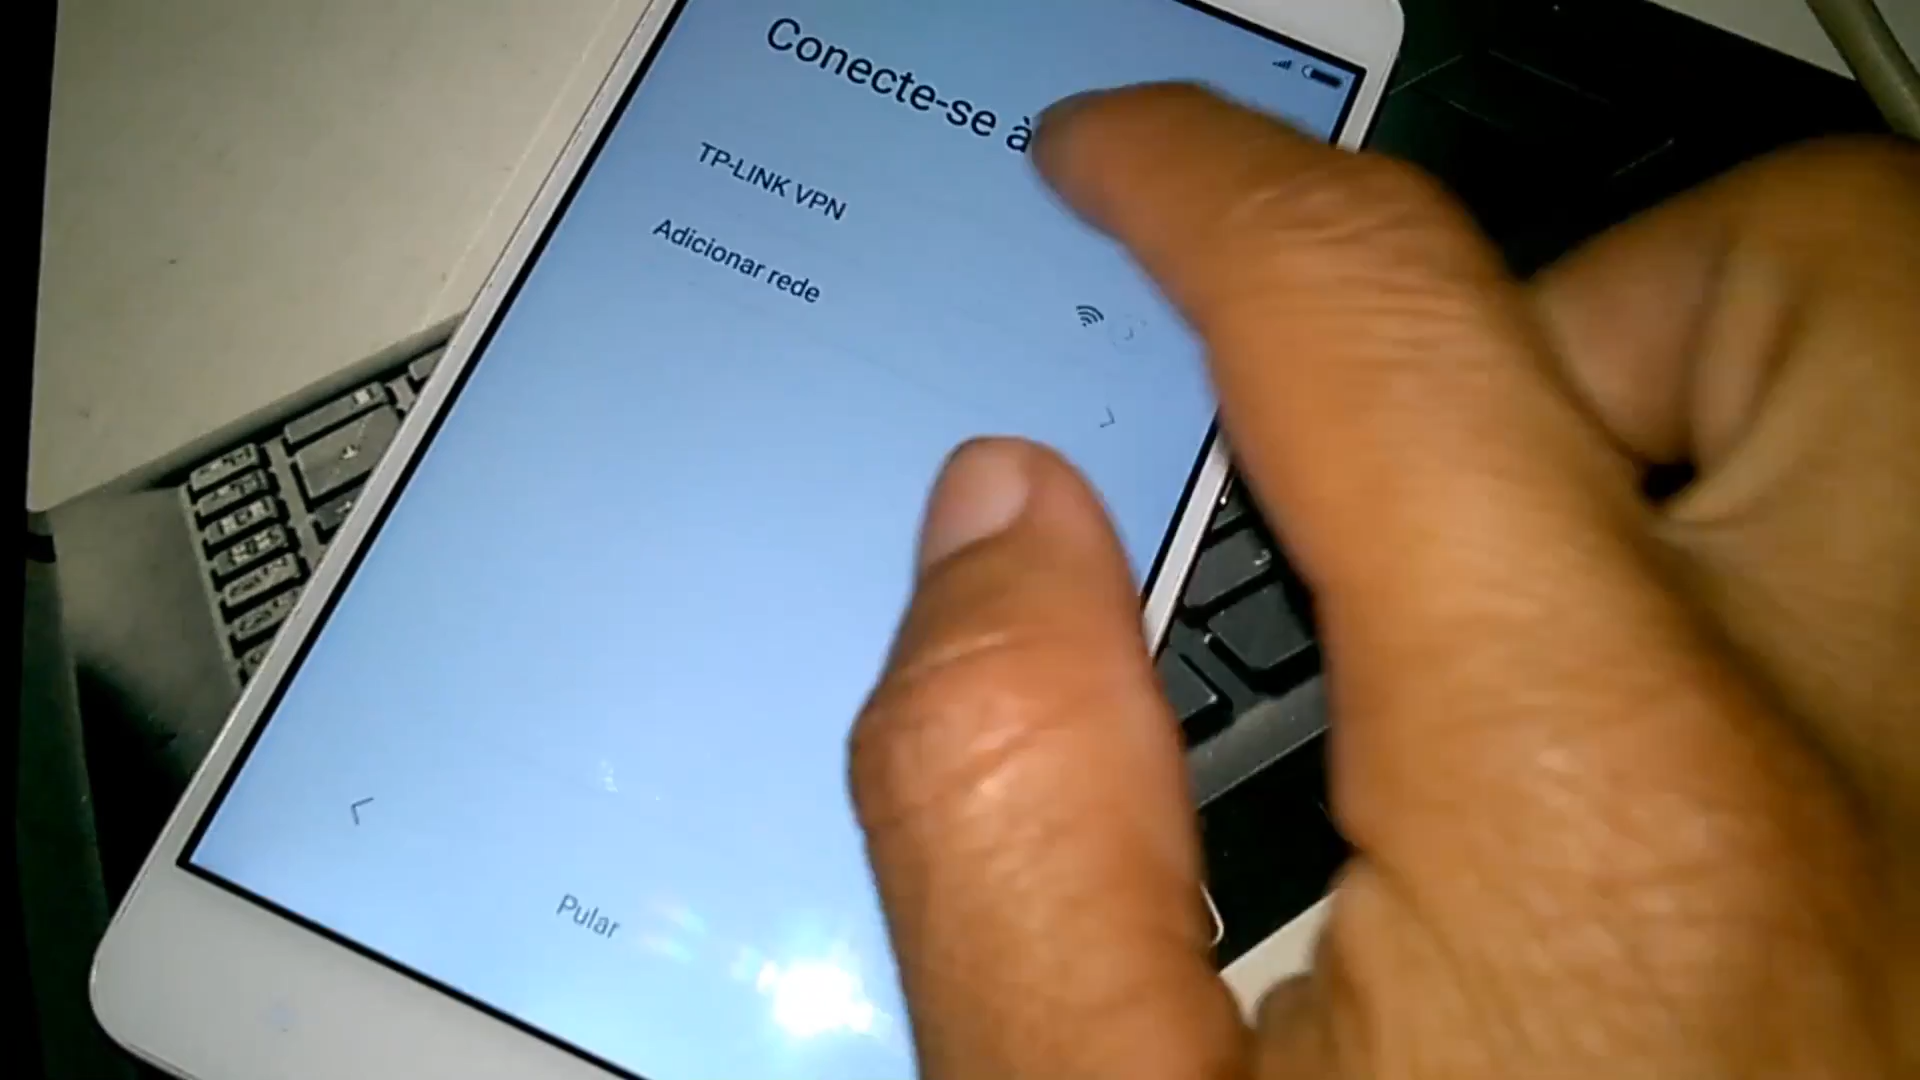 Conecte-se à
TP-LINK VPN
Adicionar rede
Pular